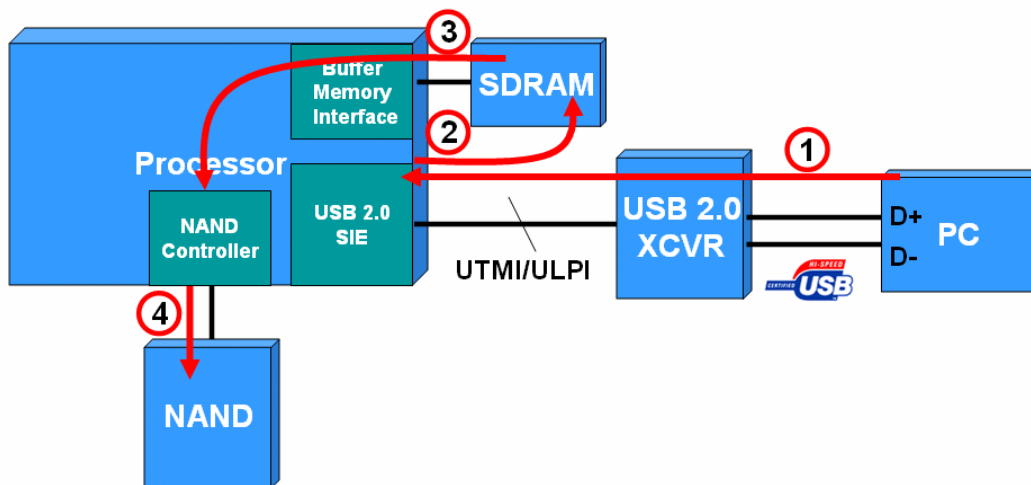 3
Buffer
Memory
Interface
SDRAM
2
1
Processor
NAND
Controller
USB 2.0
SIE
USB 2.0
XCVR
D+
D-
PC
UTMI/ULPI
HI-SPEED
CERTIFIED
USB
4
NAND